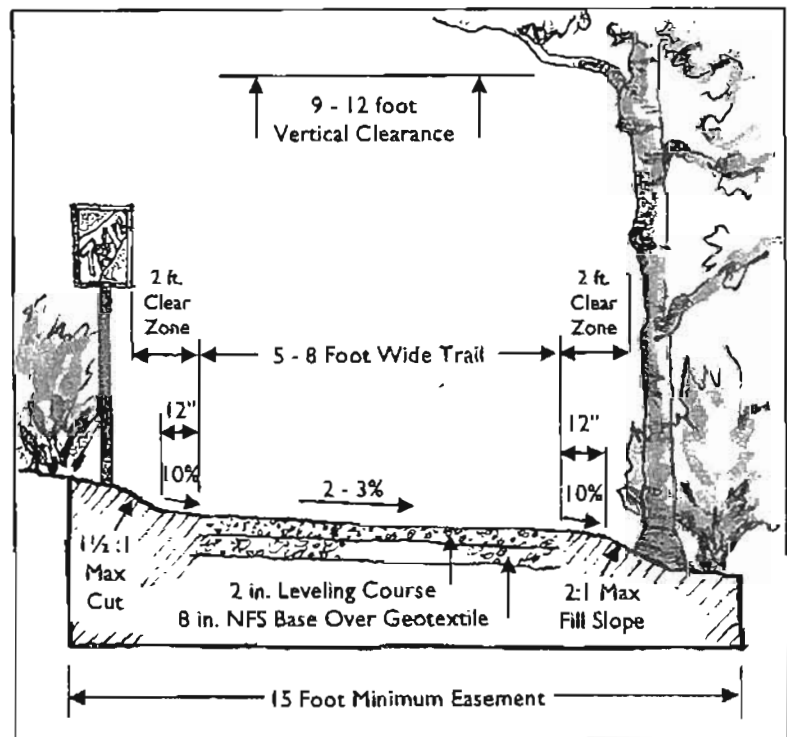 9 - 12 foot
Vertical Clearance
2 ft.
Clear
Zone
2 ft.
Clear
Zone
5 - 8 Foot Wide Trail
12"
12"
10%
2 - 3%
10%
1½ :1
Max
Cut
2 in. Leveling Course
8 in. NFS Base Over Geotextile
2:1 Max
Fill Slope
15 Foot Minimum Easement